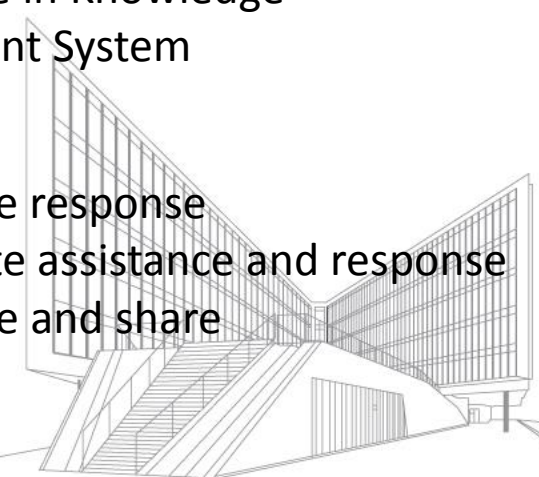 e in Knowledge
nt System
e response
te assistance and response
e and share